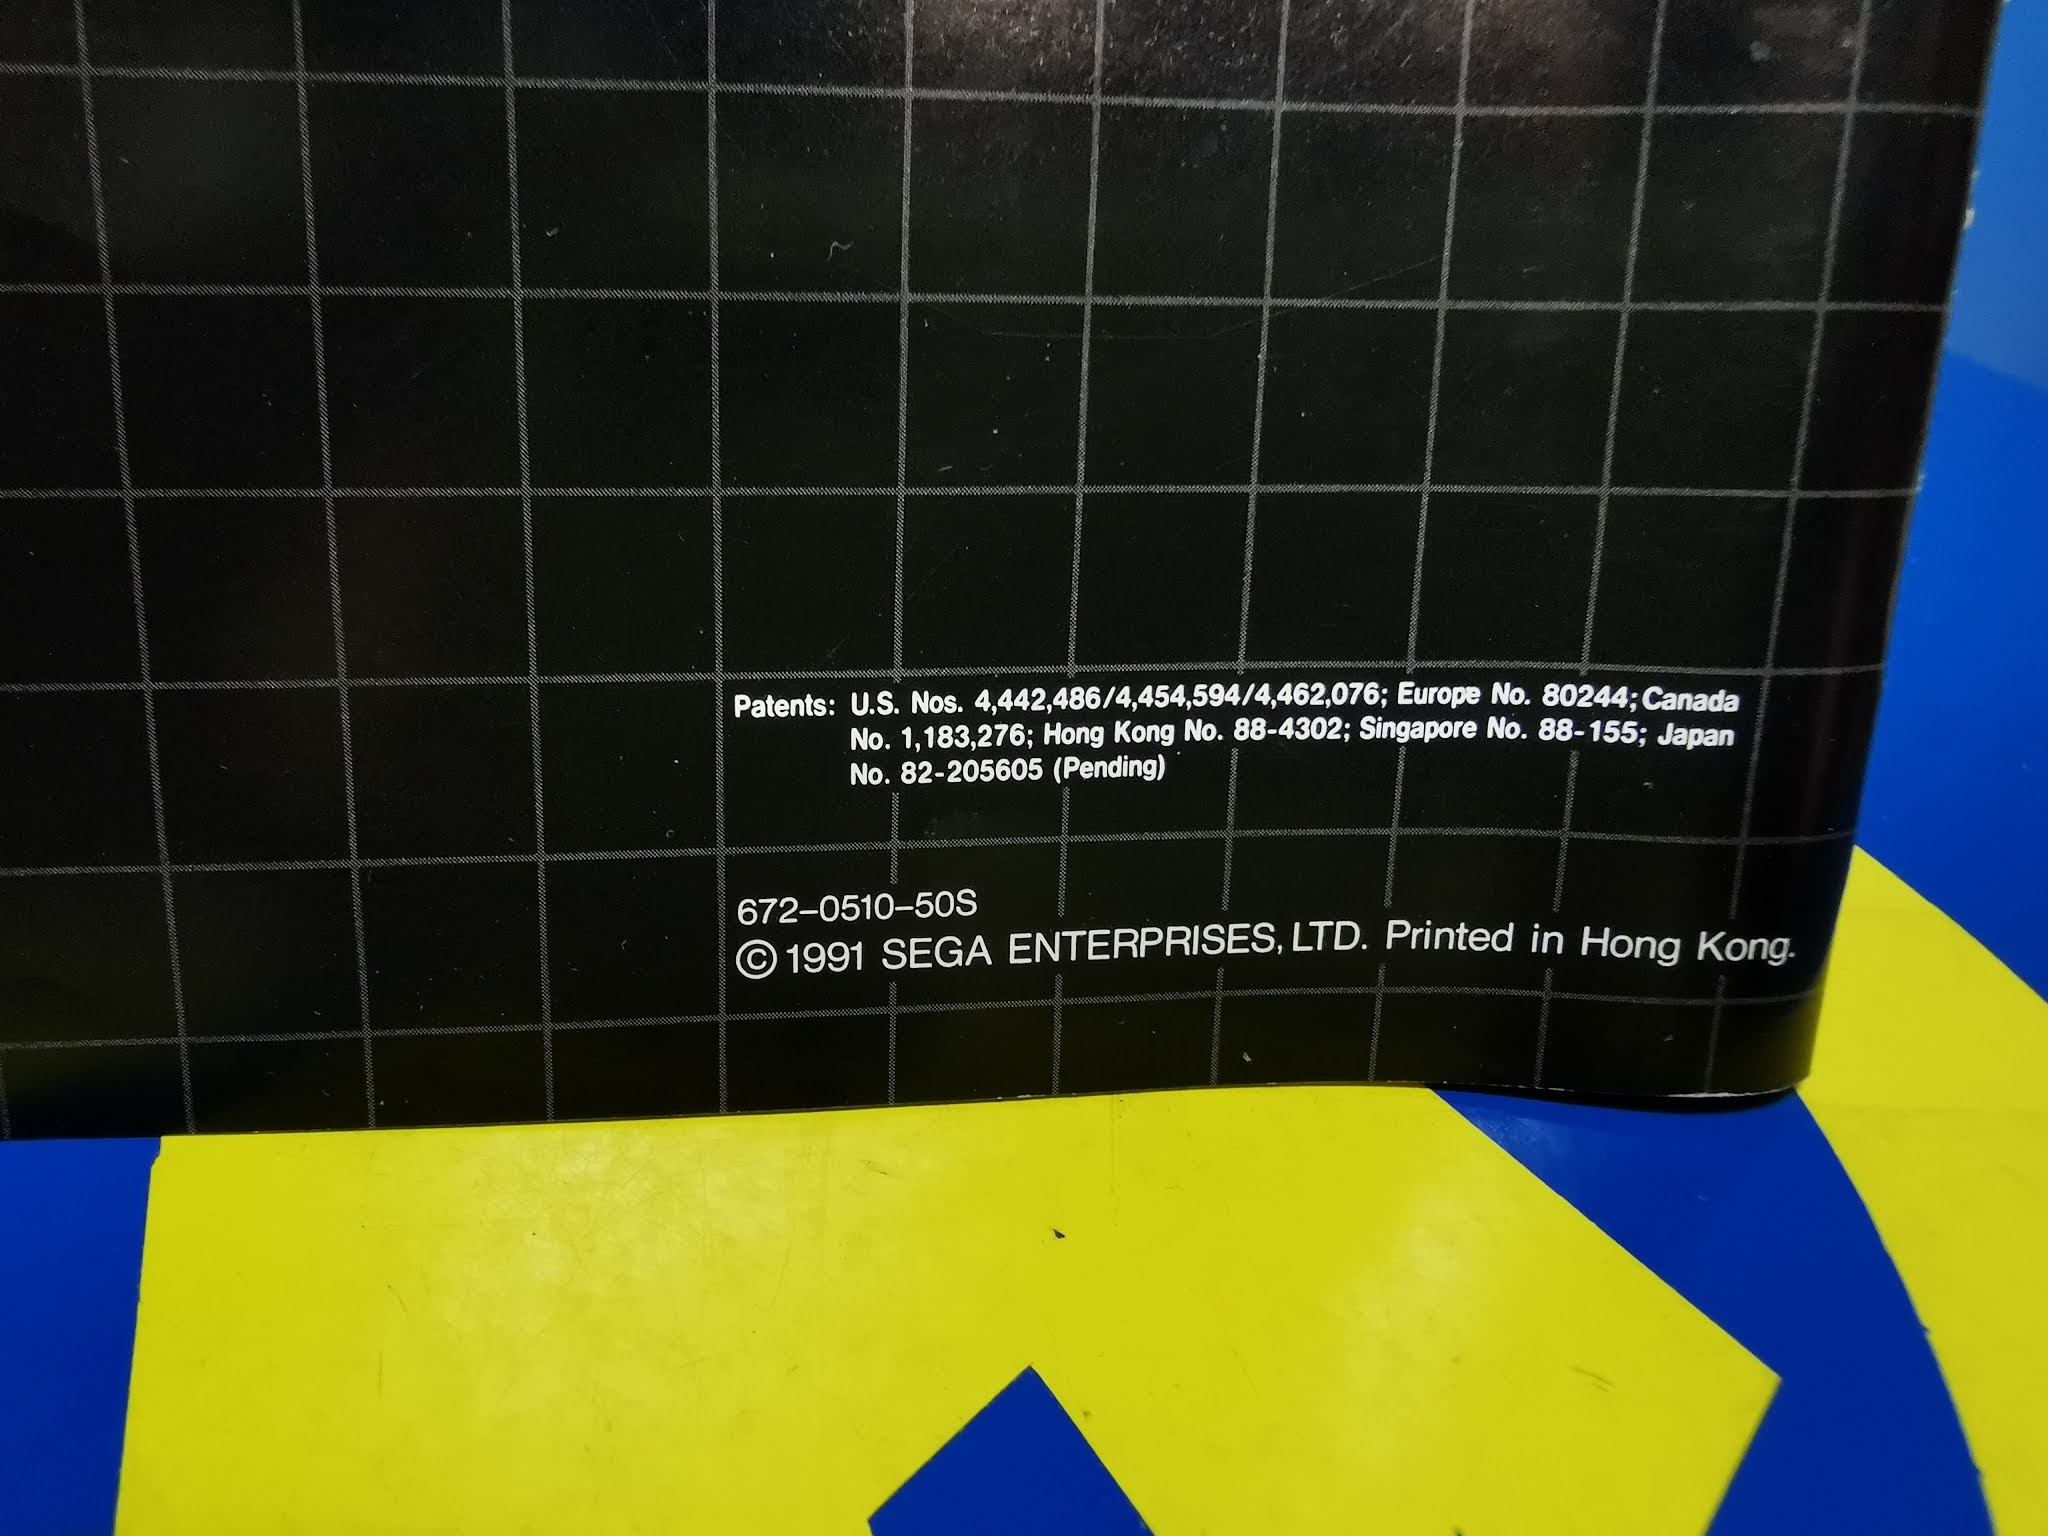 Patents: U.S. Nos. 4,442,486/4,454,594/4,462,076; Europe No. 80244; Canada
No. 1,183,276; Hong Kong No. 88-4302; Singapore No. 88-155; Japan
No. 82-205605 (Pending)
672-0510-50S
© 1991 SEGA ENTERPRISES, LTD. Printed in Hong Kong.